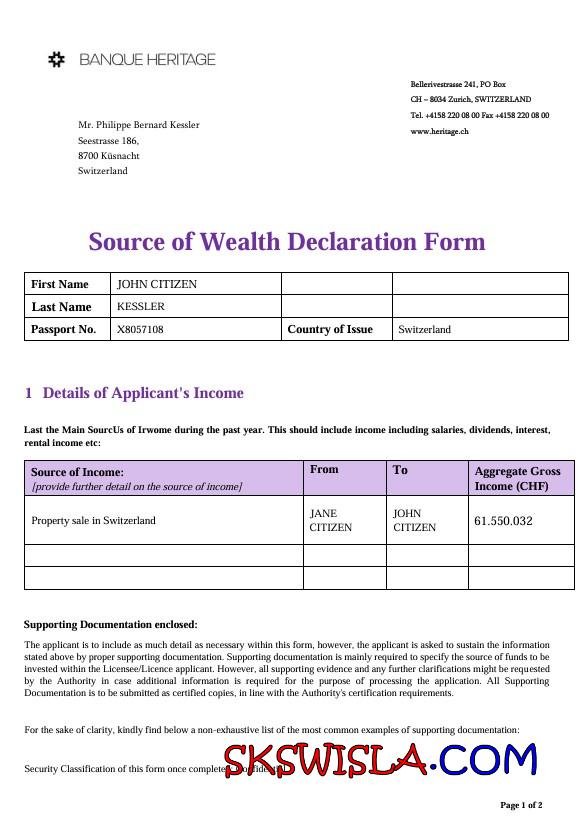 BANQUE HERITAGE
Bellerivestrasse 241, PO Box
CH – 8034 Zurich, SWITZERLAND
Tel. +4158 220 08 00 Fax +4158 220 08 00
www.heritage.ch
Mr. Philippe Bernard Kessler
Seestrasse 186,
8700 Küsnacht
Switzerland
Source of Wealth Declaration Form
First Name JOHN CITIZEN
Last Name KESSLER
Passport No. X8057108 Country of Issue Switzerland
1 Details of Applicant's Income
Last the Main SourcUs of Irwome during the past year. This should include income including salaries, dividends, interest,
rental income etc:
Source of Income: From To Aggregate Gross
[provide further detail on the source of income] Income (CHF)
Property sale in Switzerland JANE CITIZEN JOHN CITIZEN 61.550.032
Supporting Documentation enclosed:
The applicant is to include as much detail as necessary within this form, however, the applicant is asked to sustain the information
stated above by proper supporting documentation. Supporting documentation is mainly required to specify the source of funds to be
invested within the Licensee/Licence applicant. However, all supporting evidence and any further clarifications might be requested
by the Authority in case additional information is required for the purpose of processing the application. All Supporting
Documentation is to be submitted as certified copies, in line with the Authority's certification requirements.
For the sake of clarity, kindly find below a non-exhaustive list of the most common examples of supporting documentation:
SKSWISLA.COM
Security Classification of this form once complete
Page 1 of 2